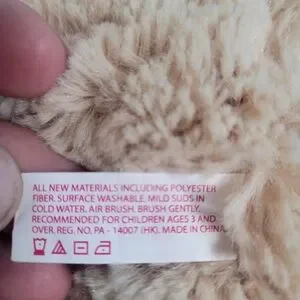 ALL NEW MATERIALS INCLUDING POLYESTER
FIBER. SURFACE WASHABLE. MILD SUDS IN
COLD WATER. AIR BRUSH. BRUSH GENTLY.
RECOMMENDED FOR CHILDREN AGES 3 AND
OVER. REG. NO. PA - 14007 (HK). MADE IN CHINA.